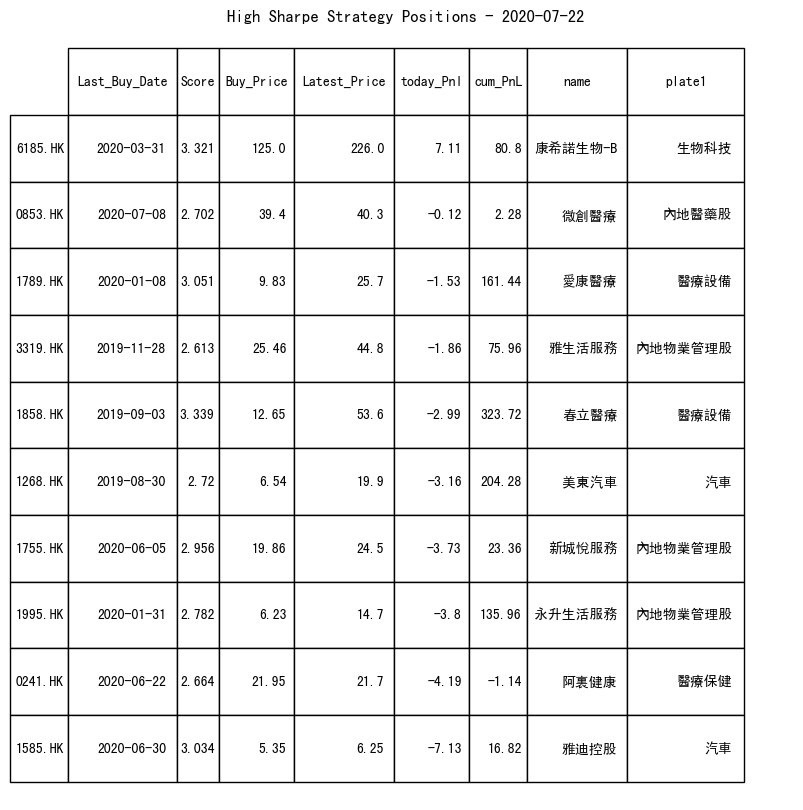 High Sharpe Strategy Positions - 2020-07-22
Last_Buy_Date Score Buy_Price Latest_Price today_Pnl cum_PnL name plate1
6185.HK 2020-03-31 3.321 125.0 226.0 7.11 80.8 康希諾生物-B 生物科技
0853.HK 2020-07-08 2.702 39.4 40.3 -0.12 2.28 微創醫療 內地醫藥股
1789.HK 2020-01-08 3.051 9.83 25.7 -1.53 161.44 愛康醫療 醫療設備
3319.HK 2019-11-28 2.613 25.46 44.8 -1.86 75.96 雅生活服務 內地物業管理股
1858.HK 2019-09-03 3.339 12.65 53.6 -2.99 323.72 春立醫療 醫療設備
1268.HK 2019-08-30 2.72 6.54 19.9 -3.16 204.28 美東汽車 汽車
1755.HK 2020-06-05 2.956 19.86 24.5 -3.73 23.36 新城悅服務 內地物業管理股
1995.HK 2020-01-31 2.782 6.23 14.7 -3.8 135.96 永升生活服務 內地物業管理股
0241.HK 2020-06-22 2.664 21.95 21.7 -4.19 -1.14 阿裏健康 醫療保健
1585.HK 2020-06-30 3.034 5.35 6.25 -7.13 16.82 雅迪控股 汽車